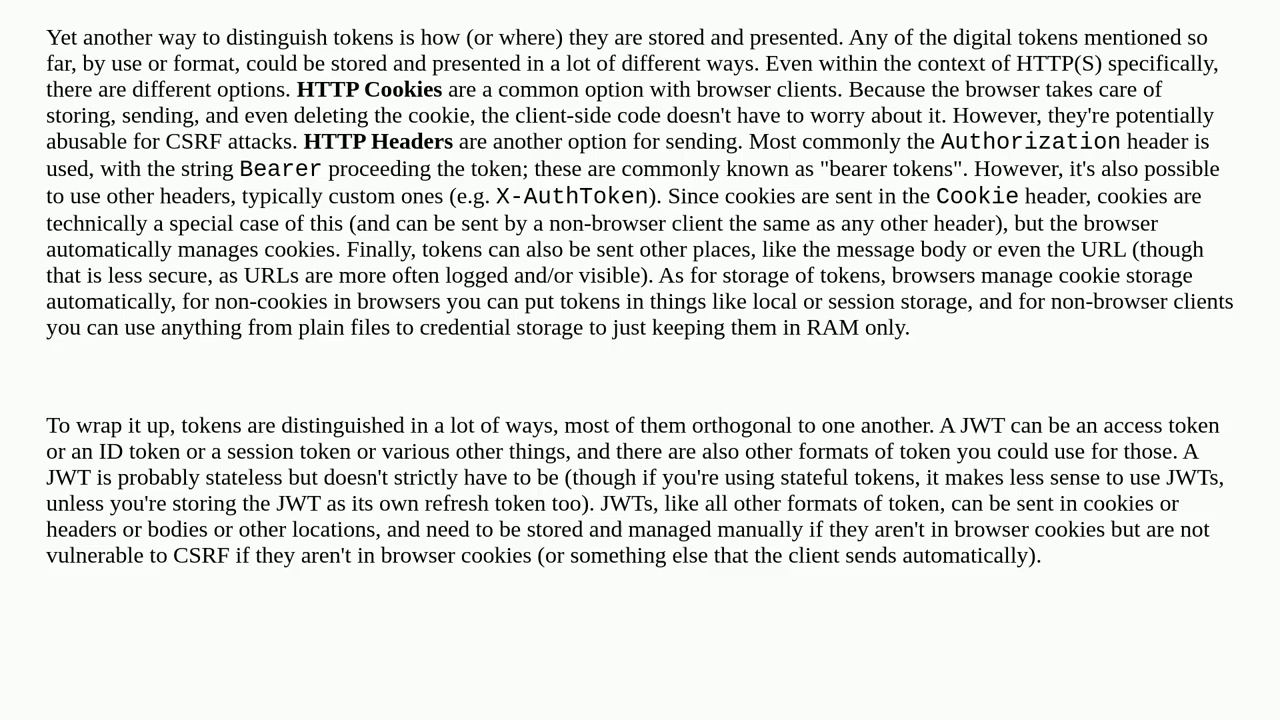 Yet another way to distinguish tokens is how (or where) they are stored and presented. Any of the digital tokens mentioned so
far, by use or format, could be stored and presented in a lot of different ways. Even within the context of HTTP(S) specifically,
there are different options. HTTP Cookies are a common option with browser clients. Because the browser takes care of
storing, sending, and even deleting the cookie, the client-side code doesn't have to worry about it. However, they're potentially
abusable for CSRF attacks. HTTP Headers are another option for sending. Most commonly the Authorization header is
used, with the string Bearer proceeding the token; these are commonly known as "bearer tokens". However, it's also possible
to use other headers, typically custom ones (e.g. X-AuthToken). Since cookies are sent in the Cookie header, cookies are
technically a special case of this (and can be sent by a non-browser client the same as any other header), but the browser
automatically manages cookies. Finally, tokens can also be sent other places, like the message body or even the URL (though
that is less secure, as URLs are more often logged and/or visible). As for storage of tokens, browsers manage cookie storage
automatically, for non-cookies in browsers you can put tokens in things like local or session storage, and for non-browser clients
you can use anything from plain files to credential storage to just keeping them in RAM only.
To wrap it up, tokens are distinguished in a lot of ways, most of them orthogonal to one another. A JWT can be an access token
or an ID token or a session token or various other things, and there are also other formats of token you could use for those. A
JWT is probably stateless but doesn't strictly have to be (though if you're using stateful tokens, it makes less sense to use JWTs,
unless you're storing the JWT as its own refresh token too). JWTs, like all other formats of token, can be sent in cookies or
headers or bodies or other locations, and need to be stored and managed manually if they aren't in browser cookies but are not
vulnerable to CSRF if they aren't in browser cookies (or something else that the client sends automatically).